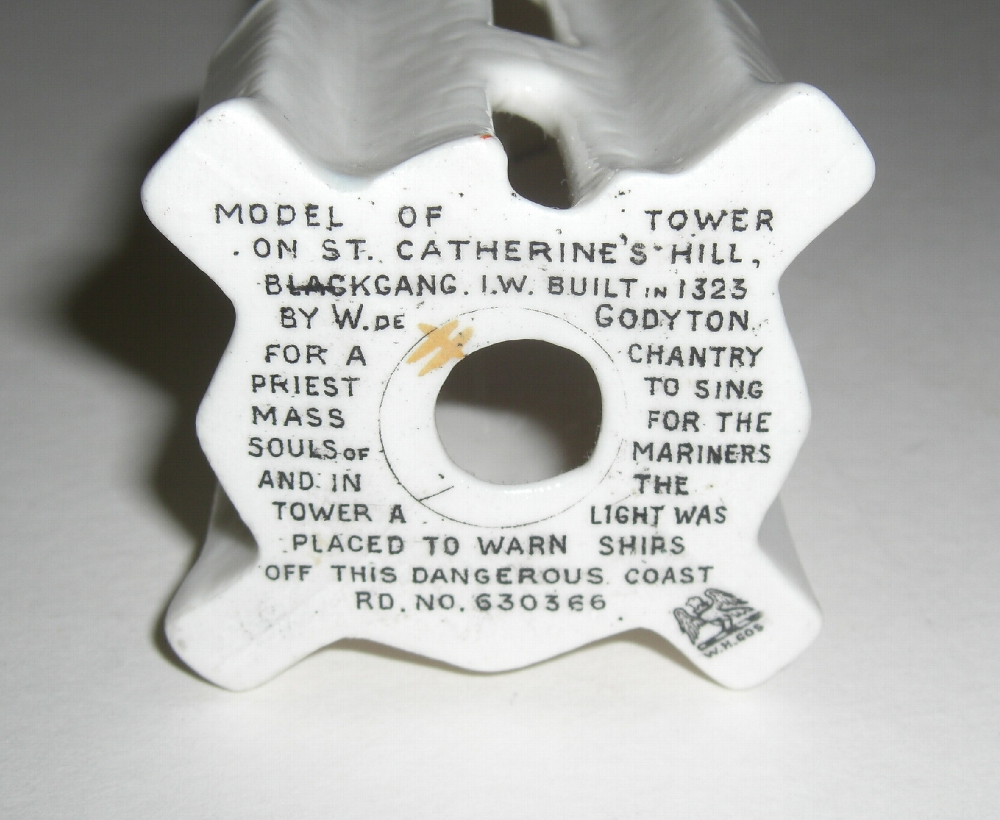 MODEL OF TOWER
ON ST. CATHERINE'S HILL,
BLACKGANG. I.W. BUILT IN 1323
BY W. DE GODYTON.
FOR A CHANTRY
PRIEST TO SING
MASS FOR THE
SOULS OF MARINERS
AND IN THE
TOWER A LIGHT WAS
PLACED TO WARN SHIPS
OFF THIS DANGEROUS COAST
RD. NO. 630366
W.H.GOS